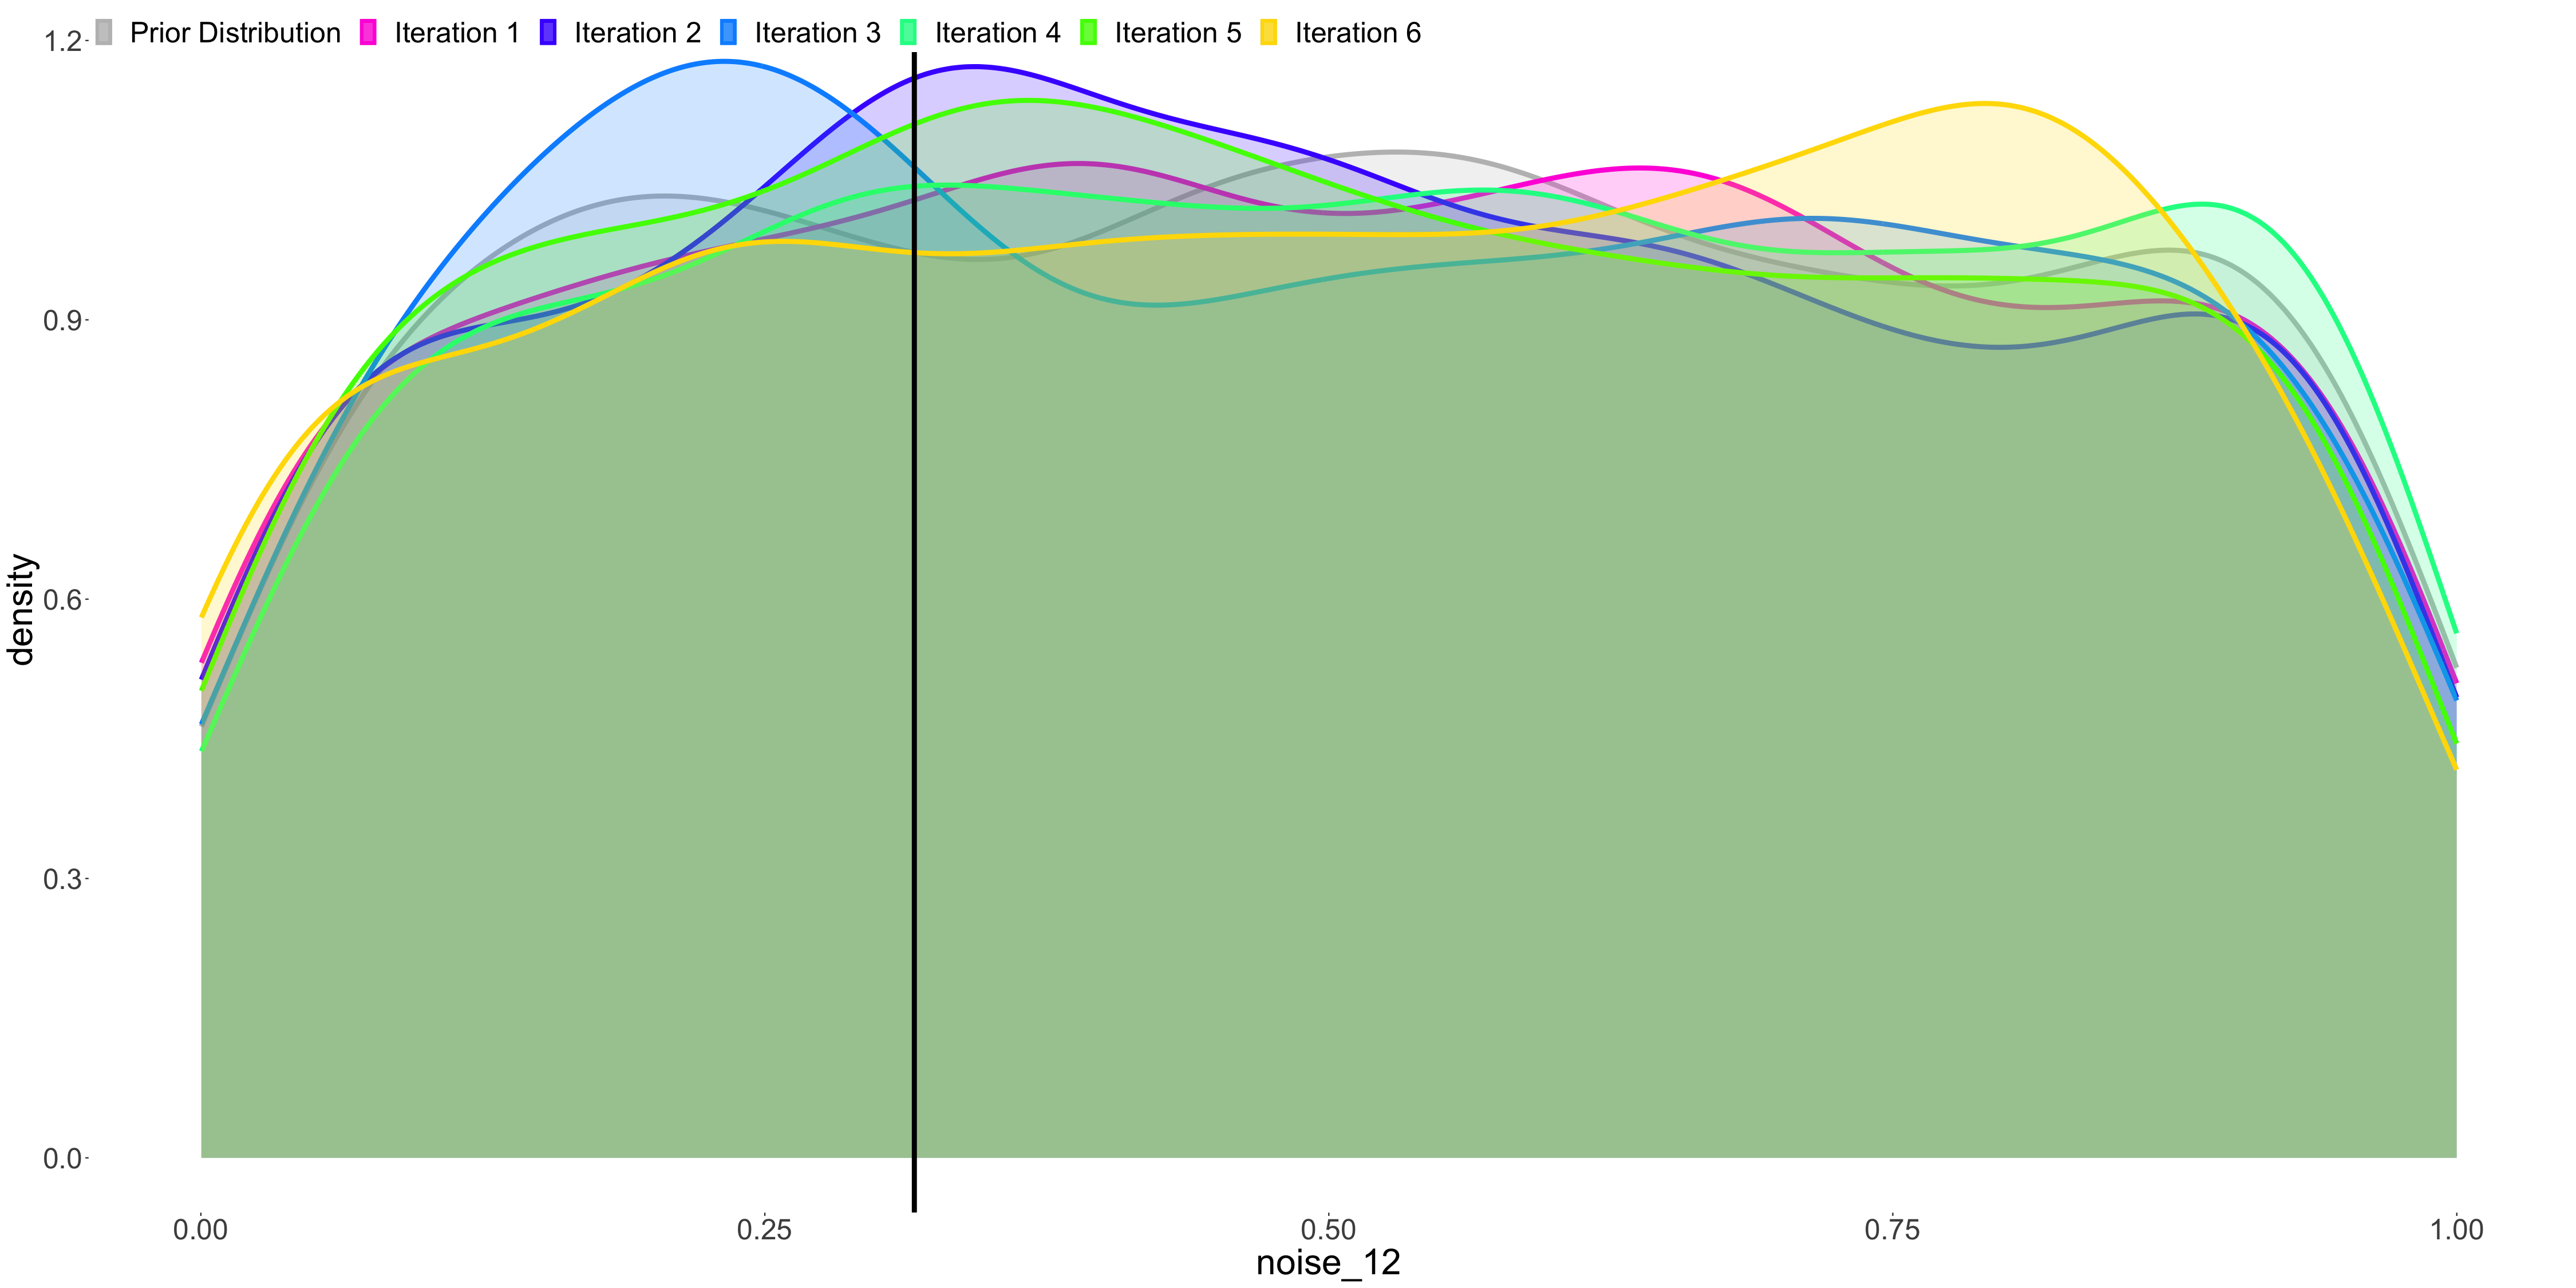 Prior Distribution Iteration 1 Iteration 2 Iteration 3 Iteration 4 Iteration 5 Iteration 6
1.2
0.9
0.6
0.3
0.0
density
0.00 0.25 0.50 0.75 1.00
noise_12